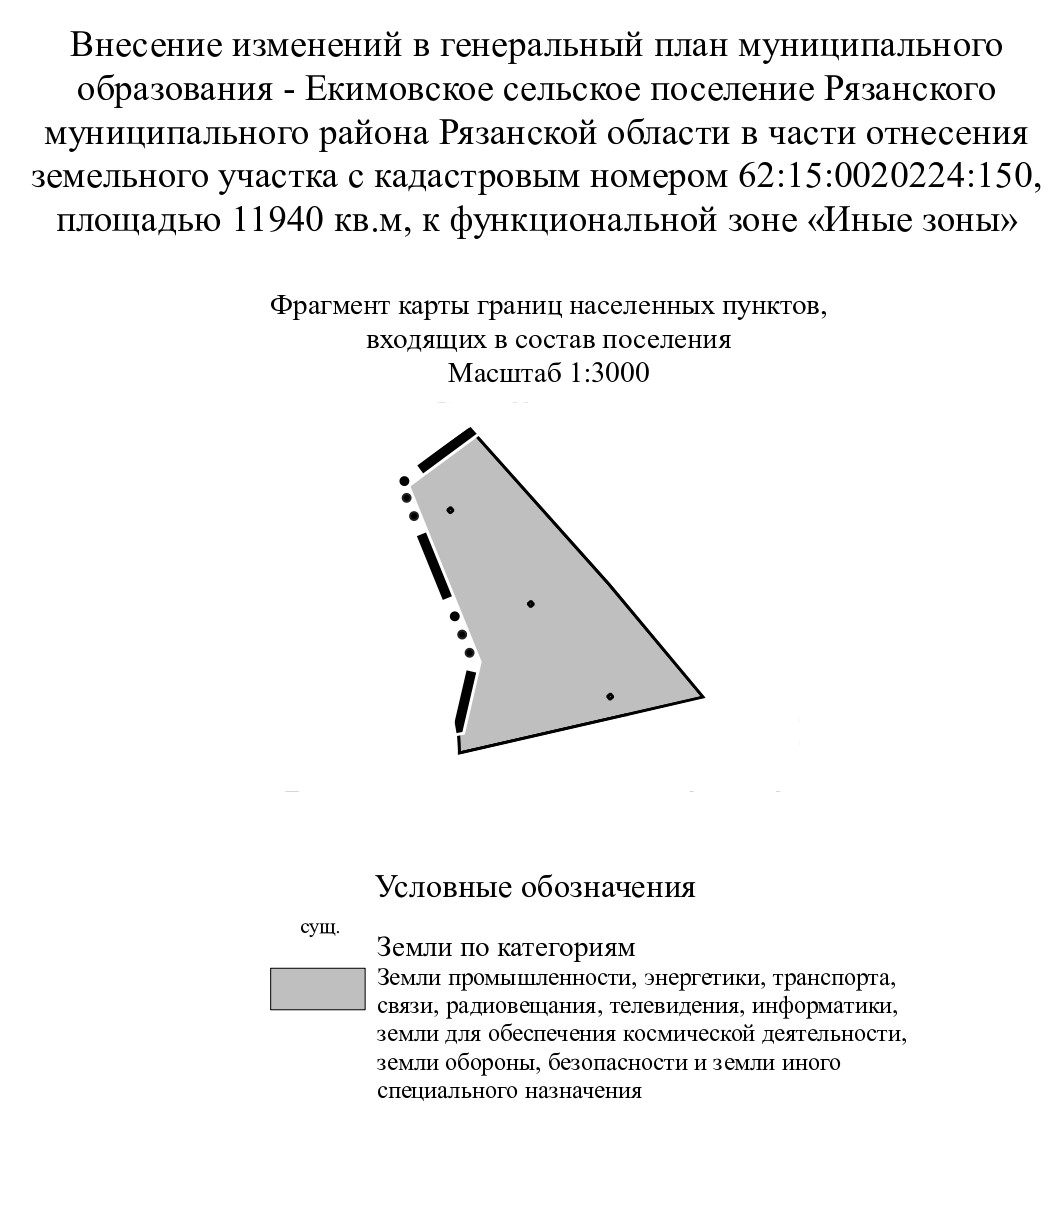 Внесение изменений в генеральный план муниципального
образования - Екимовское сельское поселение Рязанского
муниципального района Рязанской области в части отнесения
земельного участка с кадастровым номером 62:15:0020224:150,
площадью 11940 кв.м, к функциональной зоне «Иные зоны»
Фрагмент карты границ населенных пунктов,
входящих в состав поселения
Масштаб 1:3000
Условные обозначения
сущ.
Земли по категориям
Земли промышленности, энергетики, транспорта,
связи, радиовещания, телевидения, информатики,
земли для обеспечения космической деятельности,
земли обороны, безопасности и земли иного
специального назначения